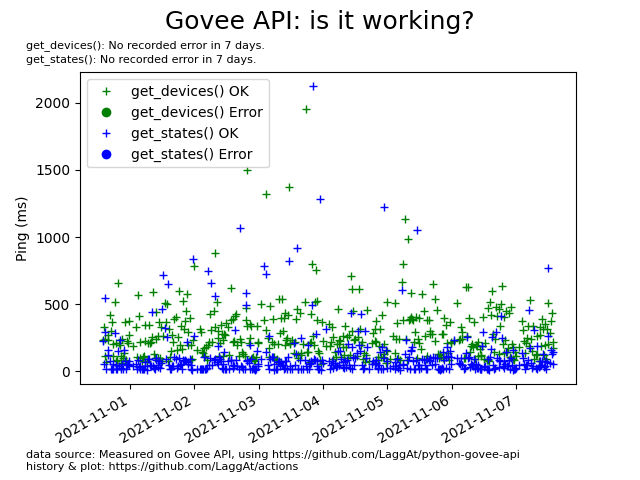 Govee API: is it working?
get_devices(): No recorded error in 7 days.
get_states(): No recorded error in 7 days.
get_devices() OK
get_devices() Error
get_states() OK
get_states() Error
Ping (ms)
2000
1500
1000
500
0
2021-11-01
2021-11-02
2021-11-03
2021-11-04
2021-11-05
2021-11-06
2021-11-07
data source: Measured on Govee API, using https://github.com/LaggAt/python-govee-api
history & plot: https://github.com/LaggAt/actions